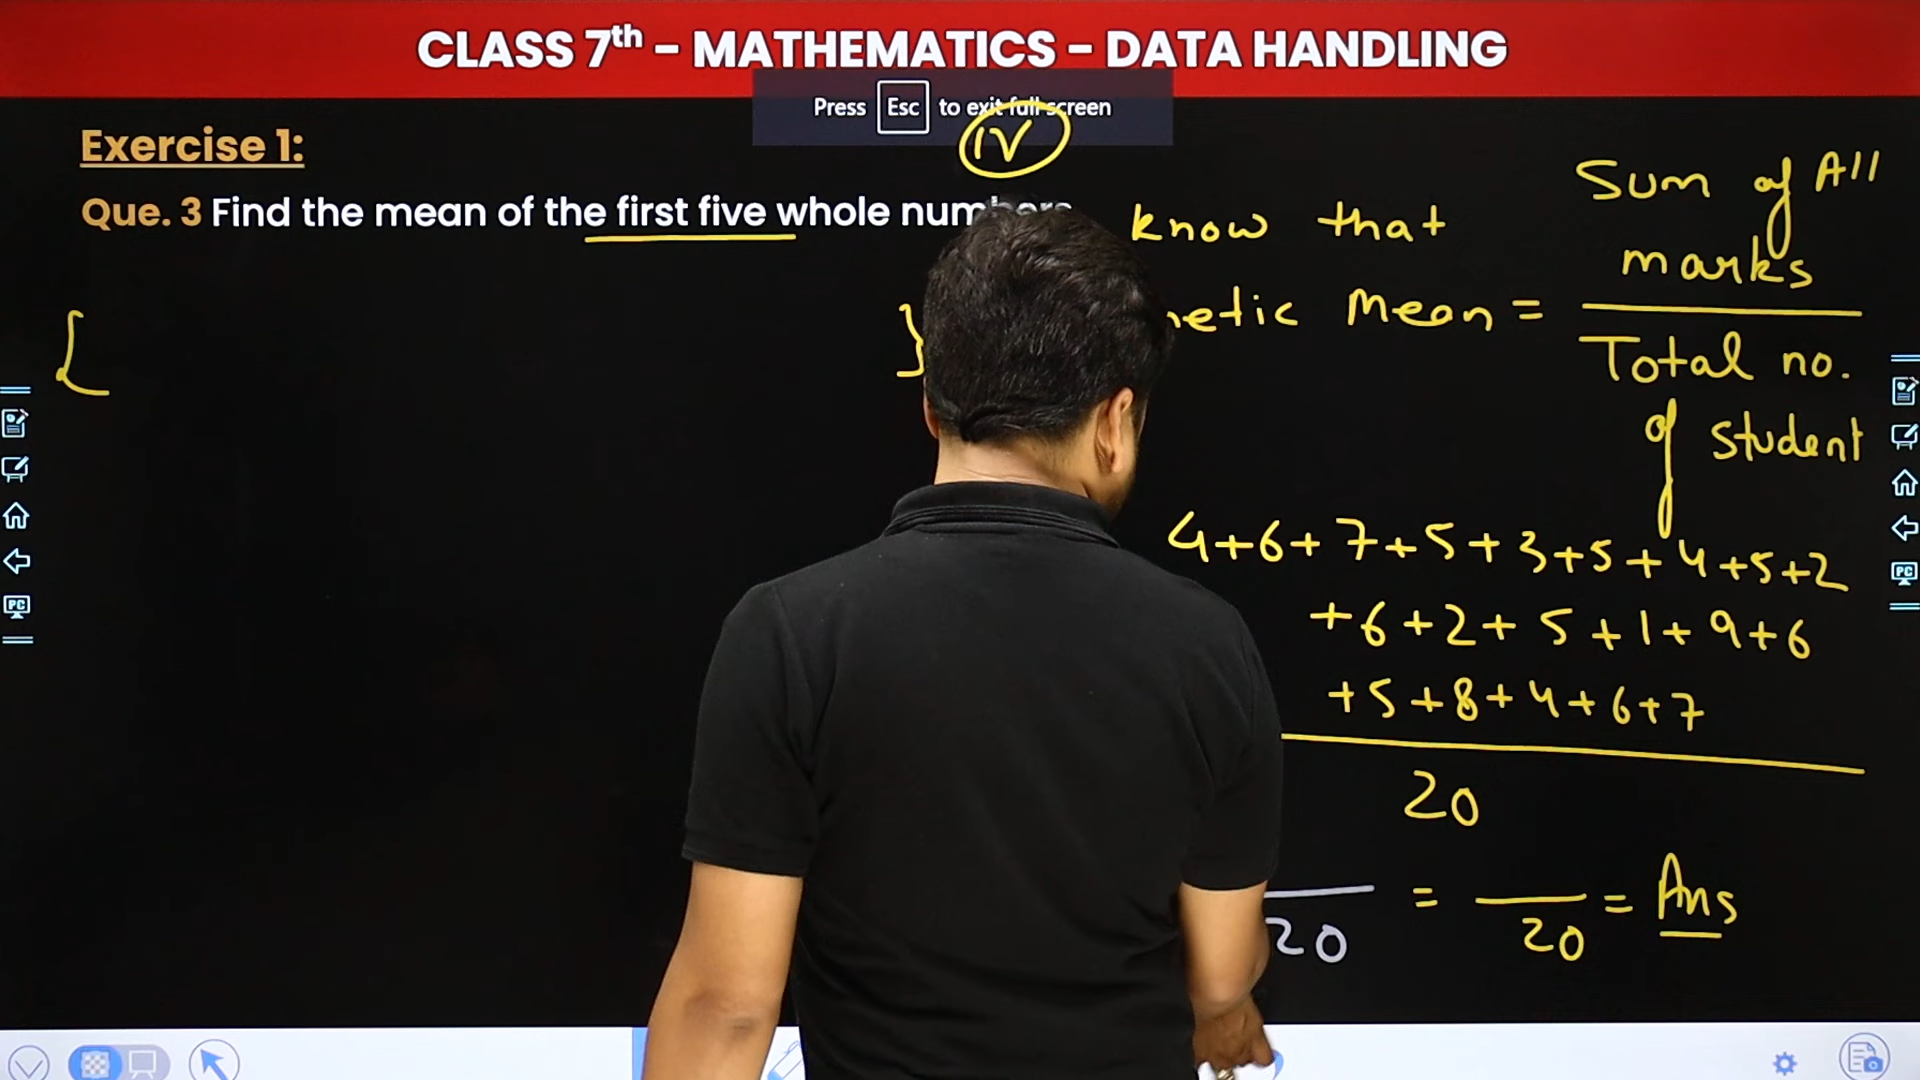 CLASS 7th - MATHEMATICS - DATA HANDLING
Press Esc to exit full screen
IV
Exercise 1:
Que. 3 Find the mean of the first five whole numbers
{ }
know that
Mean =
Sum of All
marks
Total no.
of student
4+6+7+5+3+5+4+5+2
+6+2+5+1+9+6
+5+8+4+6+7
20
20 = 20 = Ans
PC
PC